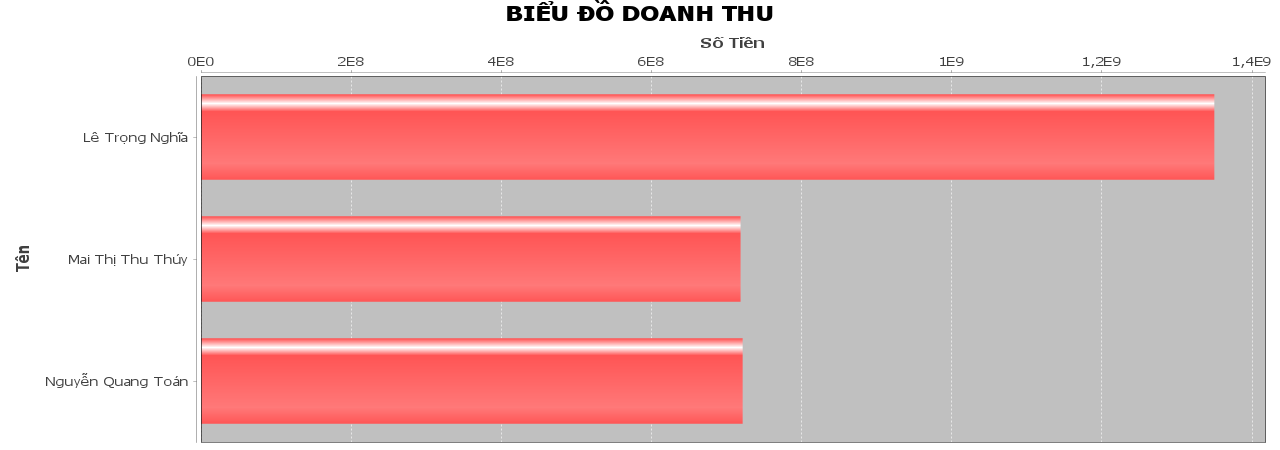 BIỂU ĐỒ DOANH THU
Số Tiền
0E0 2E8 4E8 6E8 8E8 1E9 1,2E9 1,4E9
Lê Trọng Nghĩa
Mai Thị Thu Thúy
Nguyễn Quang Toán
Tên